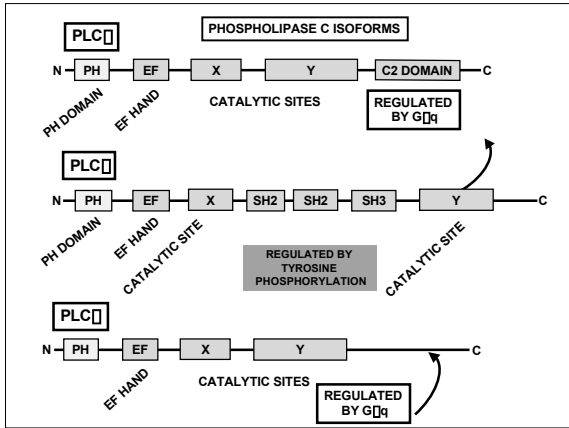 PHOSPHOLIPASE C ISOFORMS
PLC▯
N PH EF X Y C2 DOMAIN C
PH DOMAIN
EF HAND
CATALYTIC SITES
REGULATED
BY G▯q
PLC▯
N PH EF X SH2 SH2 SH3 Y C
PH DOMAIN
EF HAND
CATALYTIC SITE
REGULATED BY
TYROSINE
PHOSPHORYLATION
CATALYTIC SITE
PLC▯
N PH EF X Y C
EF HAND
CATALYTIC SITES
REGULATED
BY G▯q